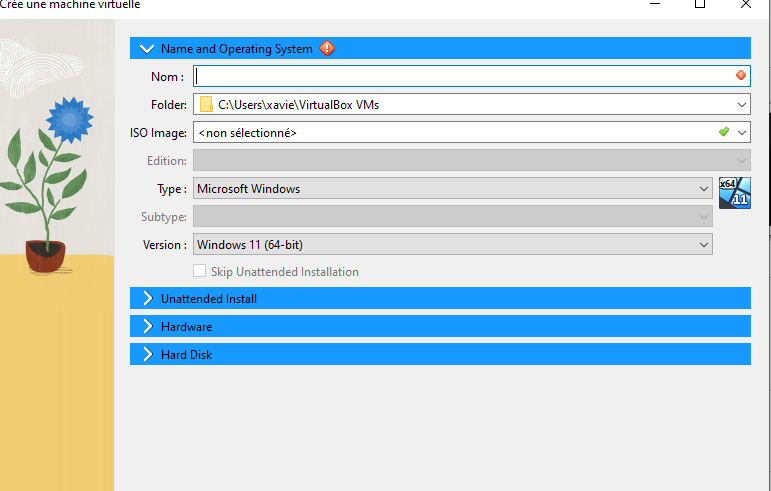 Crée une machine virtuelle
Name and Operating System
Nom :
Folder: C:\Users\xavie\VirtualBox VMs
ISO Image: <non sélectionné>
Edition:
Type : Microsoft Windows
x64
11
Subtype:
Version : Windows 11 (64-bit)
Skip Unattended Installation
Unattended Install
Hardware
Hard Disk